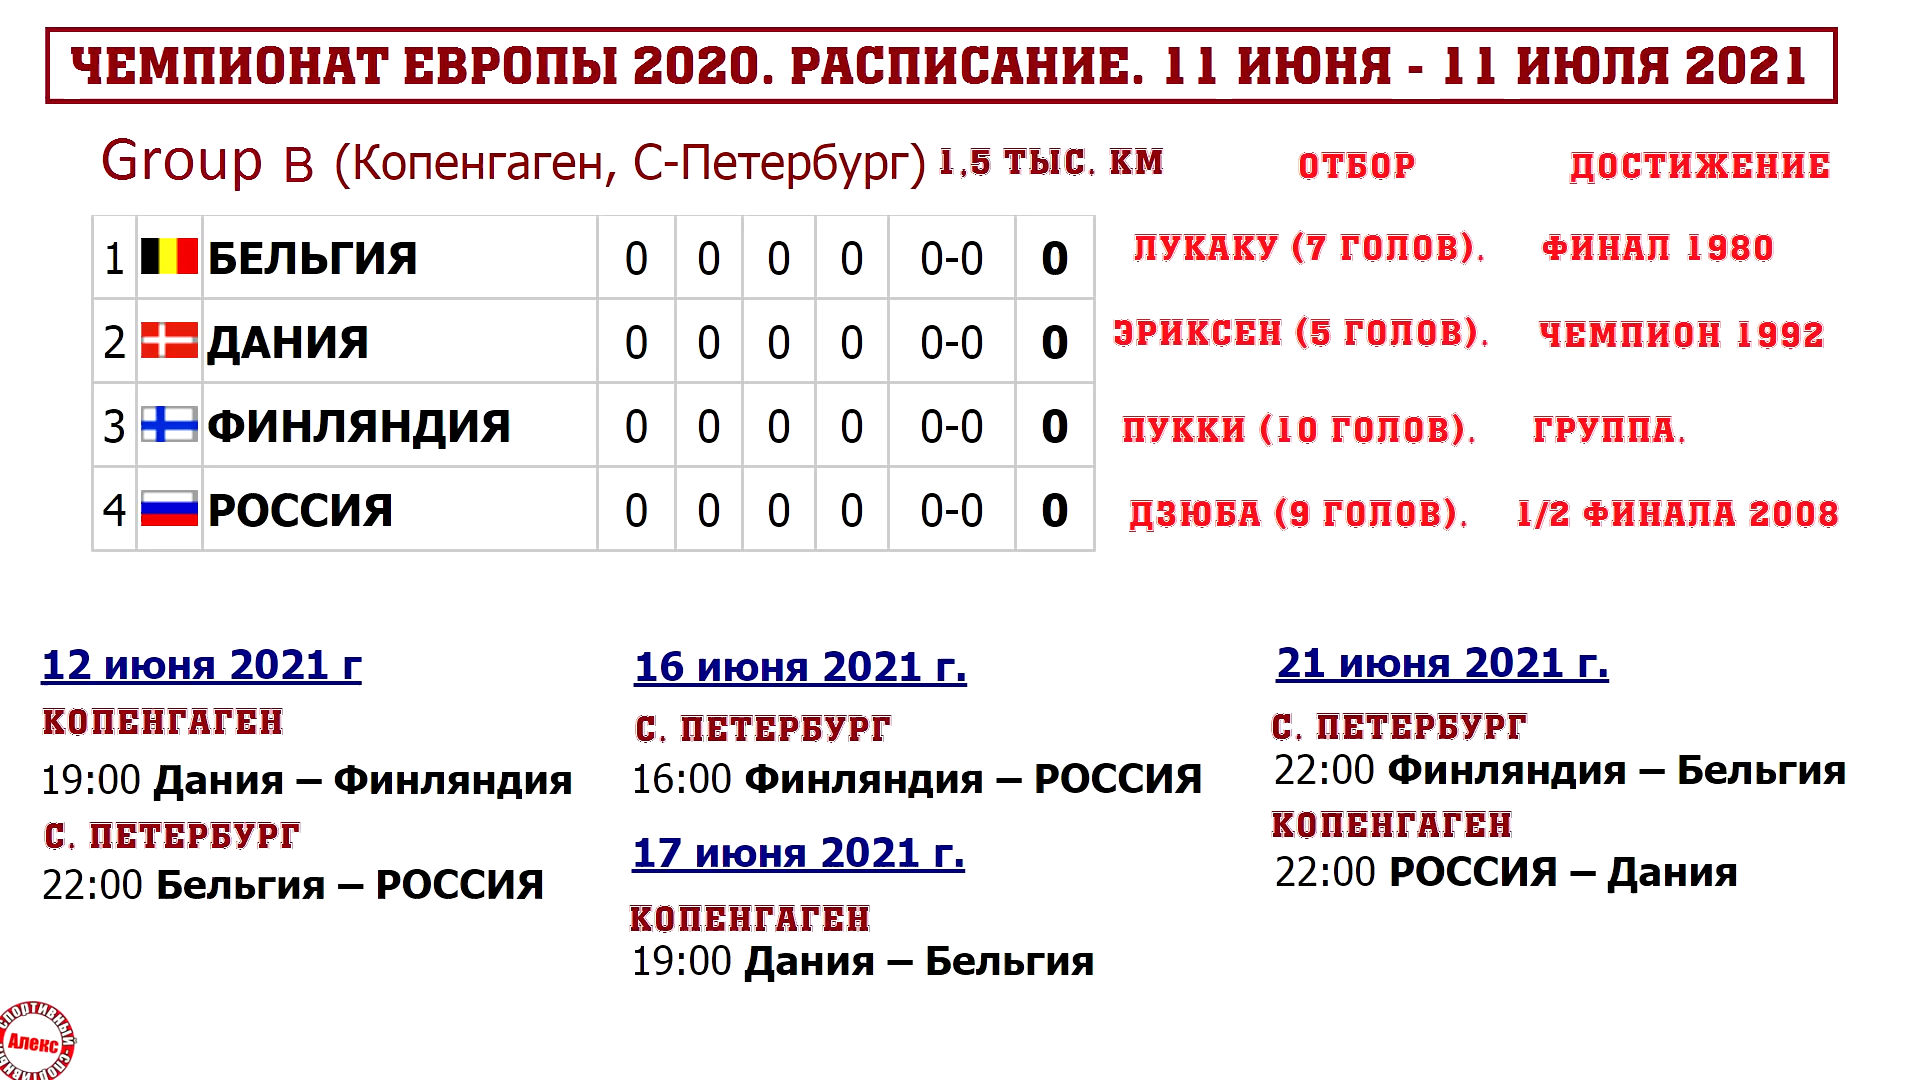 ЧЕМПИОНАТ ЕВРОПЫ 2020. РАСПИСАНИЕ. 11 ИЮНЯ - 11 ИЮЛЯ 2021
Group B (Копенгаген, С-Петербург) 1,5 ТЫС. КМ ОТБОР ДОСТИЖЕНИЕ
1 БЕЛЬГИЯ 0 0 0 0 0-0 0 ЛУКАКУ (7 ГОЛОВ). ФИНАЛ 1980
2 ДАНИЯ 0 0 0 0 0-0 0 ЭРИКСЕН (5 ГОЛОВ). ЧЕМПИОН 1992
3 ФИНЛЯНДИЯ 0 0 0 0 0-0 0 ПУККИ (10 ГОЛОВ). ГРУППА.
4 РОССИЯ 0 0 0 0 0-0 0 ДЗЮБА (9 ГОЛОВ). 1/2 ФИНАЛА 2008
12 июня 2021 г
КОПЕНГАГЕН
19:00 Дания – Финляндия
С. ПЕТЕРБУРГ
22:00 Бельгия – РОССИЯ
16 июня 2021 г.
С. ПЕТЕРБУРГ
16:00 Финляндия – РОССИЯ
17 июня 2021 г.
КОПЕНГАГЕН
19:00 Дания – Бельгия
21 июня 2021 г.
С. ПЕТЕРБУРГ
22:00 Финляндия – Бельгия
КОПЕНГАГЕН
22:00 РОССИЯ – Дания
СПОРТИВНЫЙ
Алекс
СПОРТИВНЫЙ